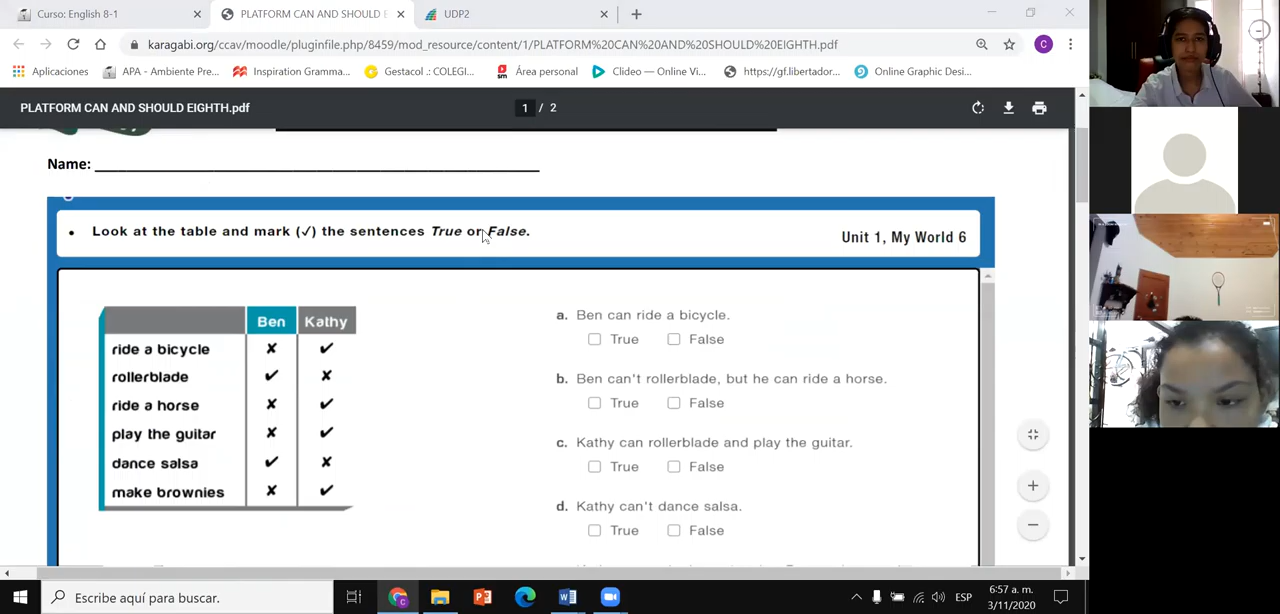 Curso: English 8-1
PLATFORM CAN AND SHOULD E
UDP2
karagabi.org/ccav/moodle/pluginfile.php/8459/mod_resource/content/1/PLATFORM%20CAN%20AND%20SHOULD%20EIGHTH.pdf
C
Aplicaciones
APA - Ambiente Pre...
Inspiration Gramma...
Gestacol .: COLEGI...
Área personal
Clideo — Online Vi...
https://gf.libertador...
Online Graphic Desi...
PLATFORM CAN AND SHOULD EIGHTH.pdf
1 / 2
Name:
• Look at the table and mark (✓) the sentences True or False.
Unit 1, My World 6
Ben Kathy
ride a bicycle ✗ ✓
rollerblade ✓ ✗
ride a horse ✗ ✓
play the guitar ✗ ✓
dance salsa ✓ ✗
make brownies ✗ ✓
a. Ben can ride a bicycle.
True False
b. Ben can't rollerblade, but he can ride a horse.
True False
c. Kathy can rollerblade and play the guitar.
True False
d. Kathy can't dance salsa.
True False
Escribe aquí para buscar.
ESP
6:57 a. m.
3/11/2020